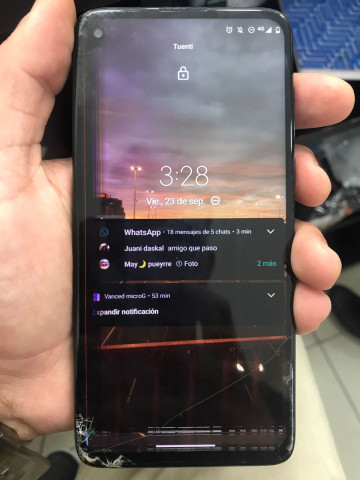 4G
Tuenti
3:28
Vie, 23 de sep.
WhatsApp • 18 mensajes de 5 chats • 3 min
Juani daskal amigo que paso
May🌙 pueyrre Foto
2 más
Vanced microG • 53 min
Expandir notificación